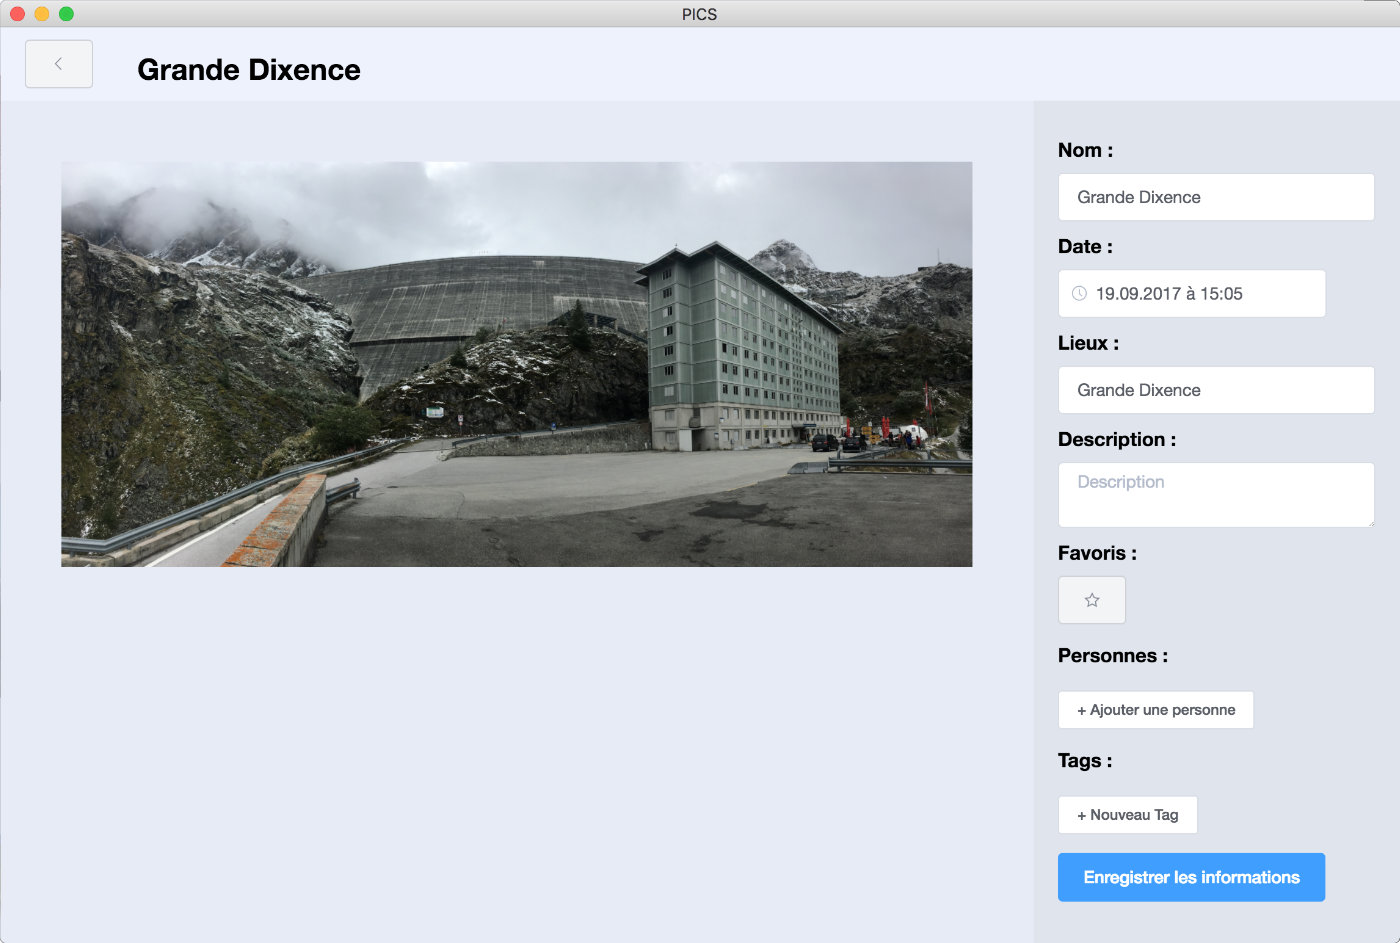 PICS
Grande Dixence
Nom :
Grande Dixence
Date :
19.09.2017 à 15:05
Lieux :
Grande Dixence
Description :
Description
Favoris :
Personnes :
+ Ajouter une personne
Tags :
+ Nouveau Tag
Enregistrer les informations